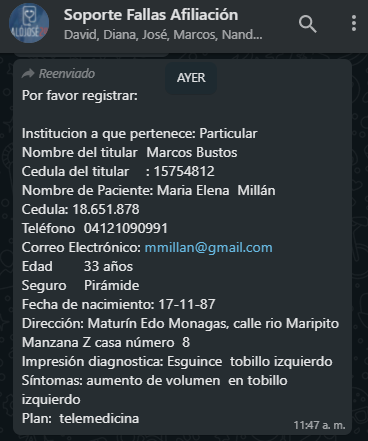 Soporte Fallas Afiliación
David, Diana, José, Marcos, Nand...
Reenviado
AYER
Por favor registrar:
Institucion a que pertenece: Particular
Nombre del titular  Marcos Bustos
Cedula del titular    : 15754812
Nombre de Paciente: Maria Elena  Millán
Cedula: 18.651.878
Teléfono  04121090991
Correo Electrónico: mmillan@gmail.com
Edad      33 años
Seguro    Pirámide
Fecha de nacimiento: 17-11-87
Dirección: Maturín Edo Monagas, calle rio Maripito
Manzana Z casa número  8
Impresión diagnostica: Esguince  tobillo izquierdo
Síntomas: aumento de volumen  en tobillo
izquierdo
Plan:  telemedicina
11:47 a. m.